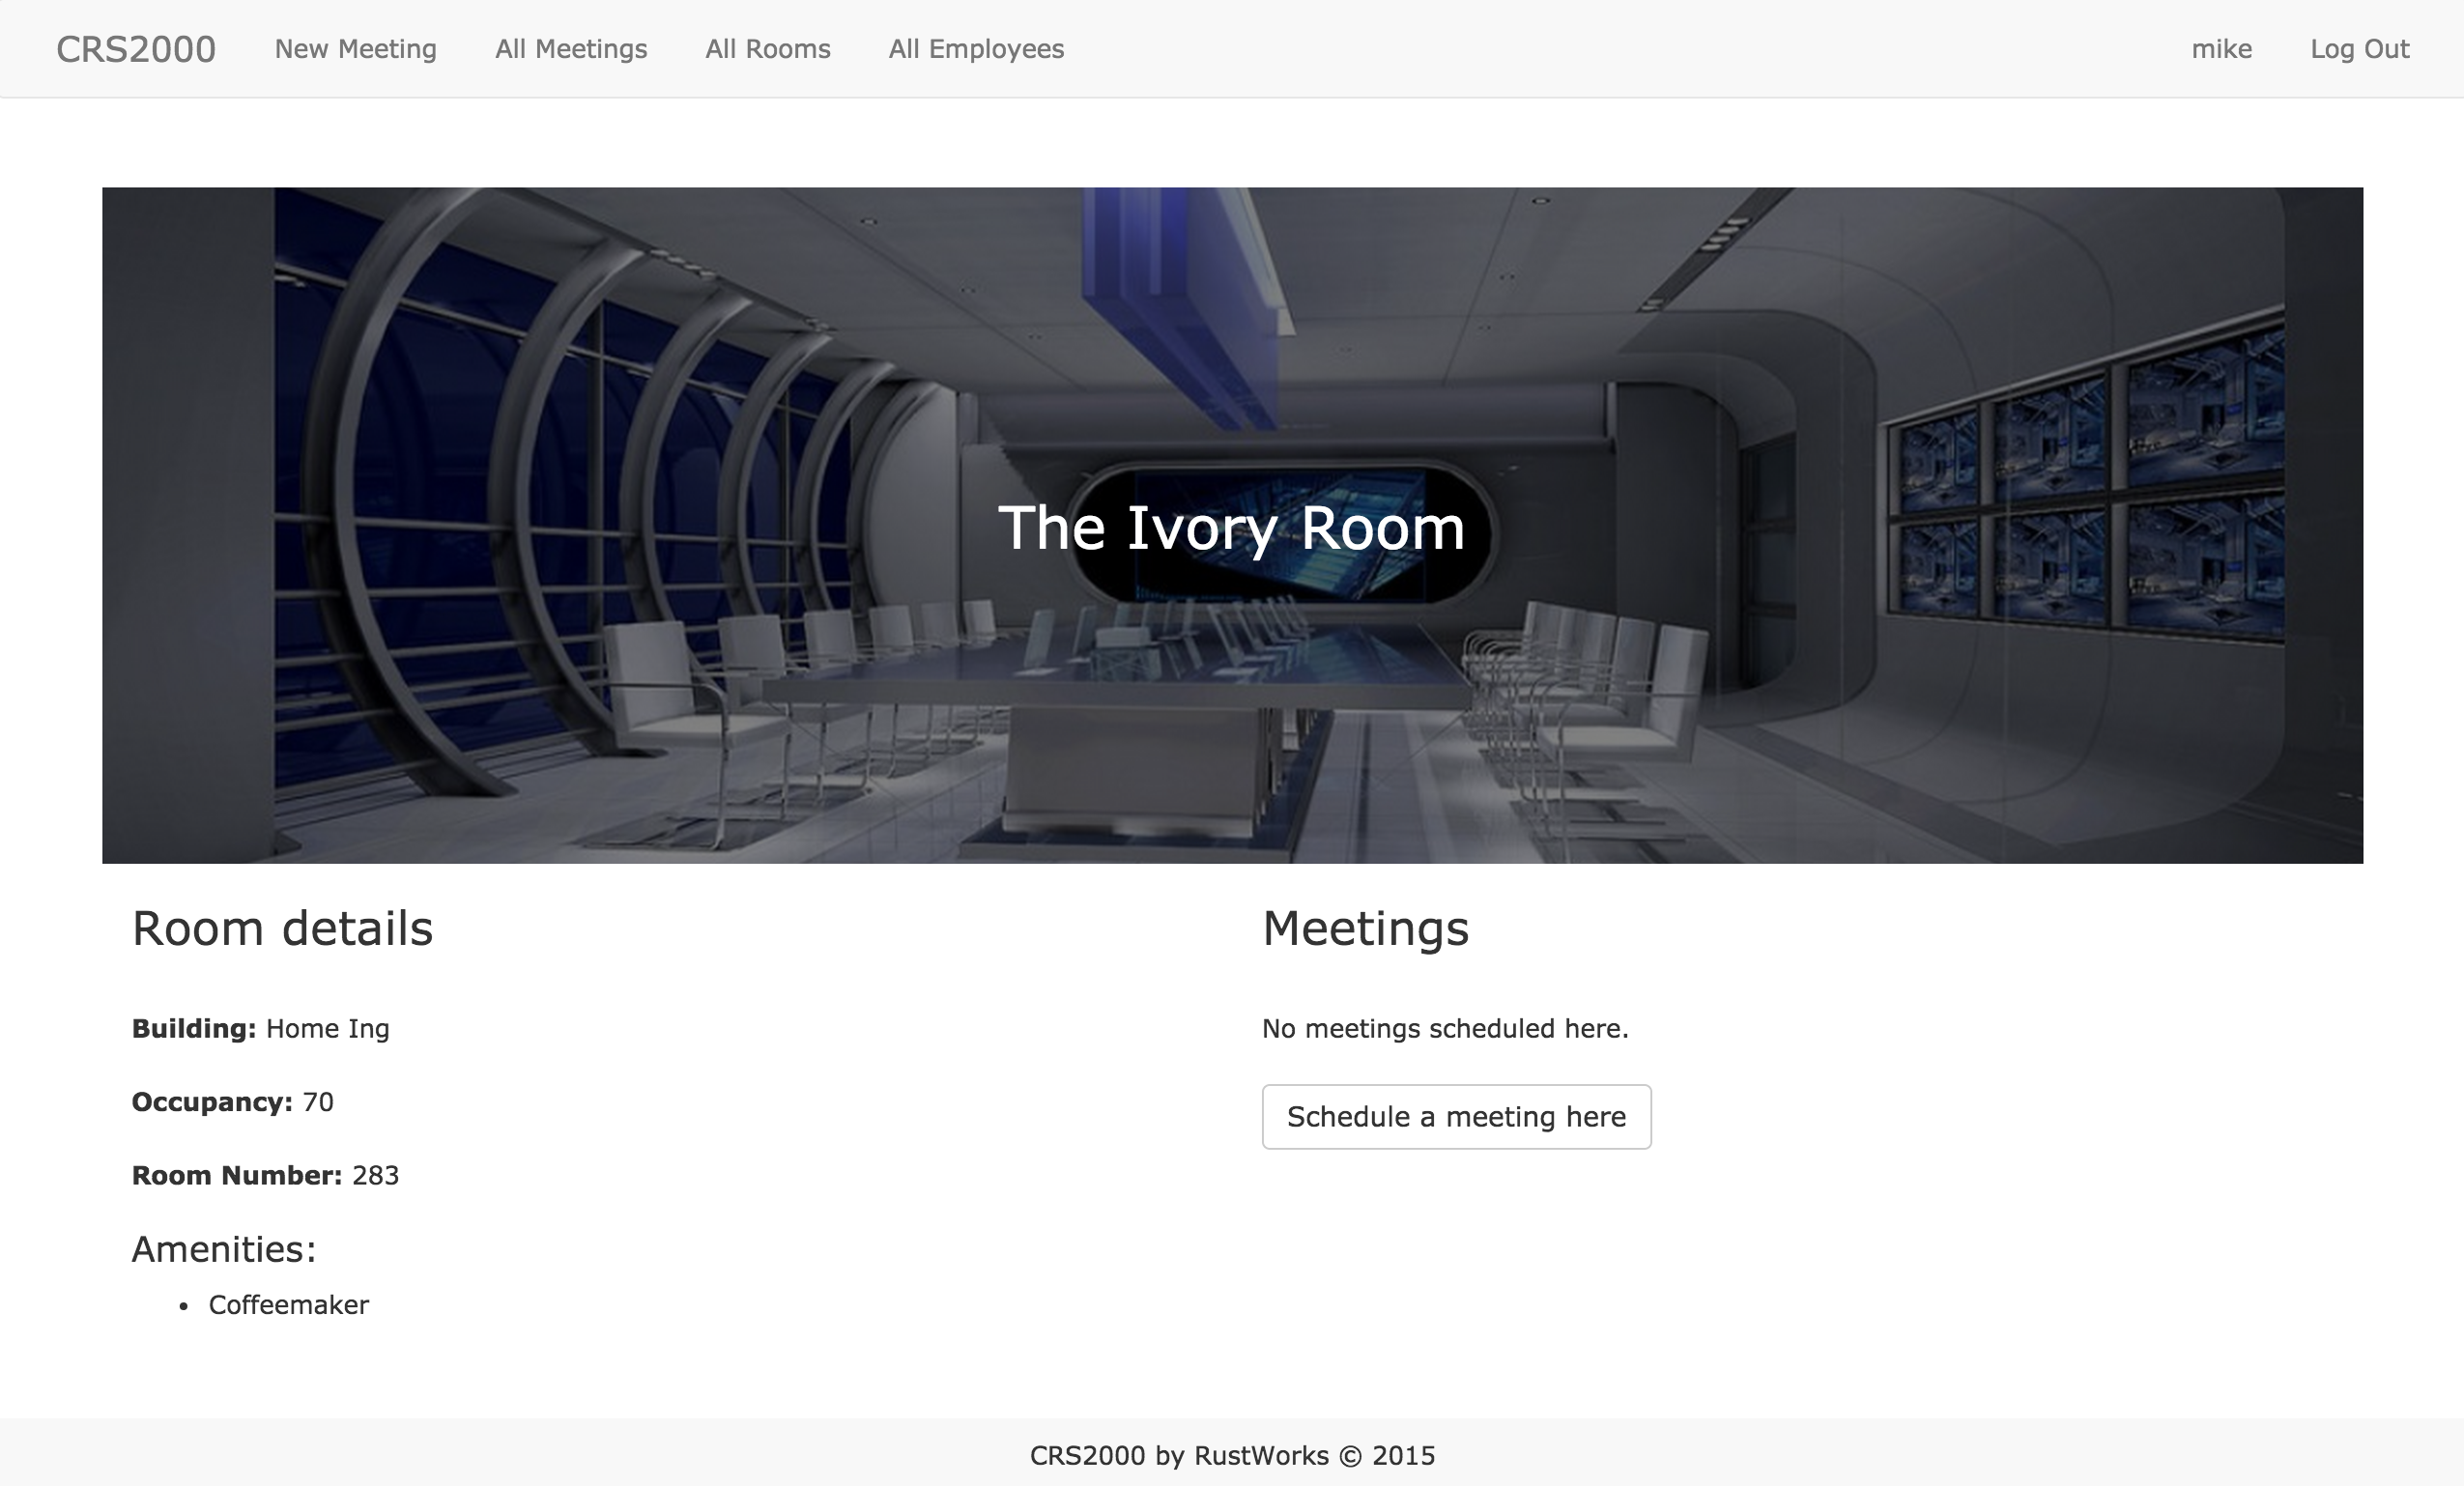 CRS2000 New Meeting All Meetings All Rooms All Employees mike Log Out
The Ivory Room
Room details
Building: Home Ing
Occupancy: 70
Room Number: 283
Amenities:
• Coffeemaker
Meetings
No meetings scheduled here.
Schedule a meeting here
CRS2000 by RustWorks © 2015